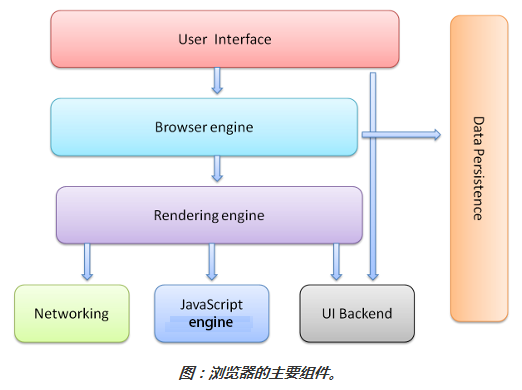 User Interface
Browser engine
Data Persistence
Rendering engine
Networking
JavaScript
engine
UI Backend
图：浏览器的主要组件。